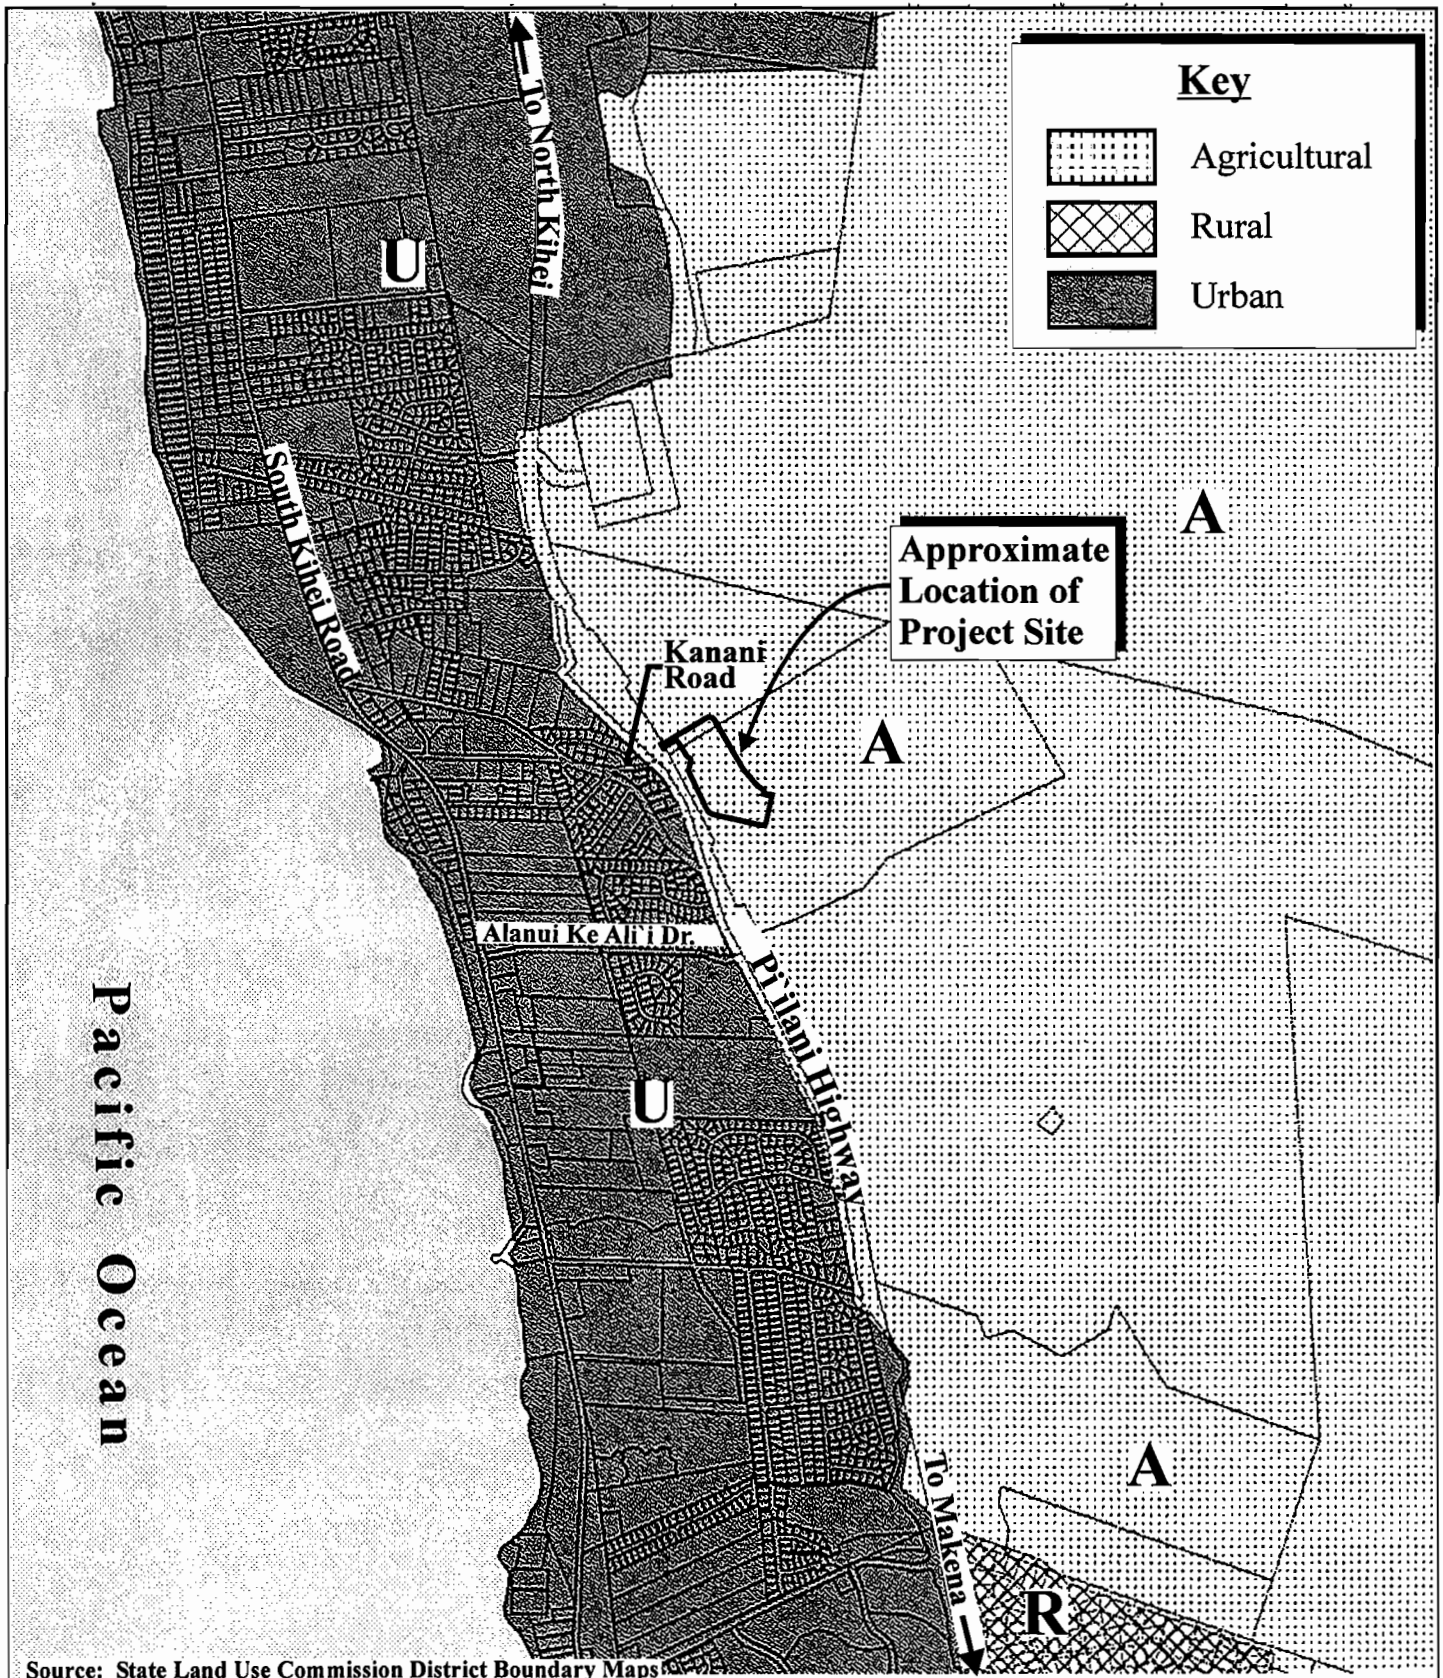 Key
Agricultural
Rural
Urban
To North Kihei
U
South Kihei Road
A
Approximate
Location of
Project Site
Kanani
Road
A
Alanui Ke Ali`i Dr.
Pi`ilani Highway
Pacific Ocean
U
A
To Makena
R
Source: State Land Use Commission District Boundary Maps